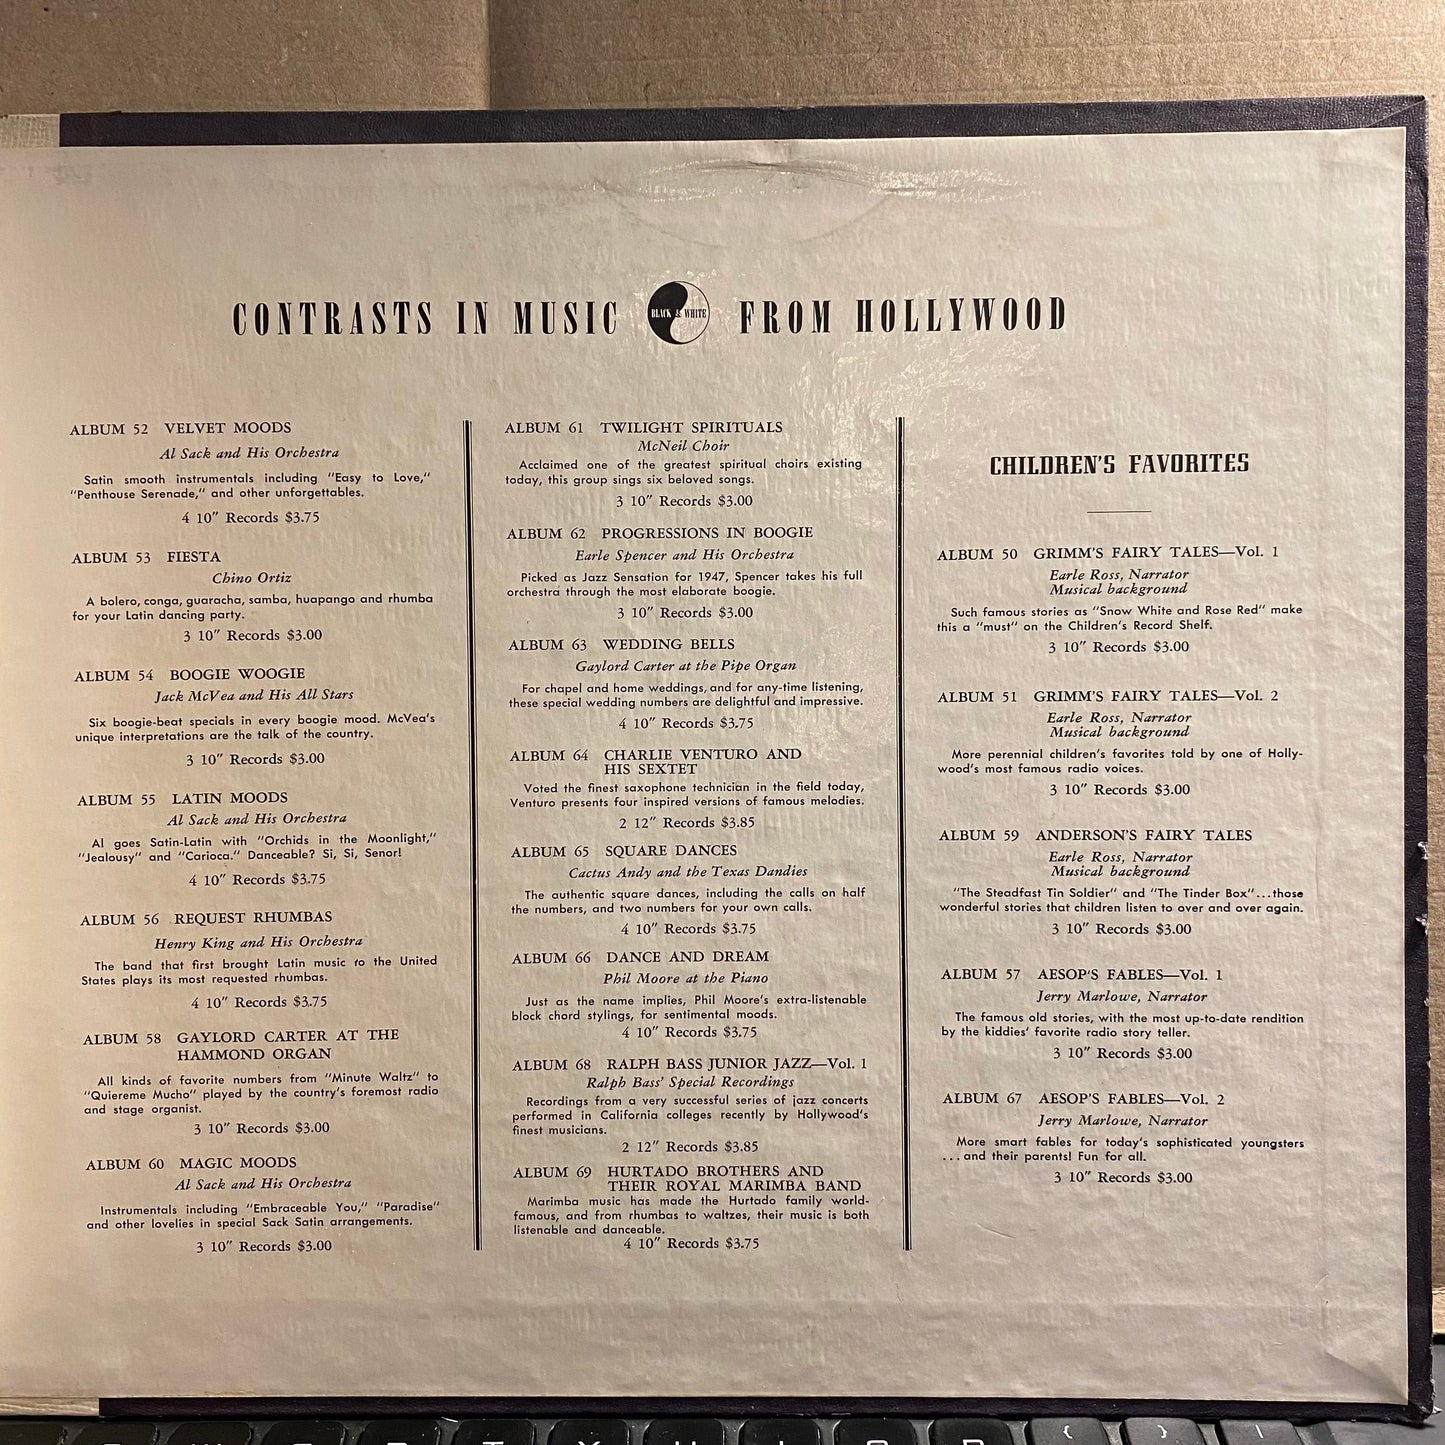 CONTRASTS IN MUSIC BLACK & WHITE FROM HOLLYWOOD
ALBUM 52 VELVET MOODS
Al Sack and His Orchestra
Satin smooth instrumentals including "Easy to Love,"
"Penthouse Serenade," and other unforgettables.
4 10" Records $3.75
ALBUM 53 FIESTA
Chino Ortiz
A bolero, conga, guaracha, samba, huapango and rhumba
for your Latin dancing party.
3 10" Records $3.00
ALBUM 54 BOOGIE WOOGIE
Jack McVea and His All Stars
Six boogie-beat specials in every boogie mood. McVea's
unique interpretations are the talk of the country.
3 10" Records $3.00
ALBUM 55 LATIN MOODS
Al Sack and His Orchestra
Al goes Satin-Latin with "Orchids in the Moonlight,"
"Jealousy" and "Carioca." Danceable? Si, Si, Senor!
4 10" Records $3.75
ALBUM 56 REQUEST RHUMBAS
Henry King and His Orchestra
The band that first brought Latin music to the United
States plays its most requested rhumbas.
4 10" Records $3.75
ALBUM 58 GAYLORD CARTER AT THE
HAMMOND ORGAN
All kinds of favorite numbers from "Minute Waltz" to
"Quiereme Mucho" played by the country's foremost radio
and stage organist.
3 10" Records $3.00
ALBUM 60 MAGIC MOODS
Al Sack and His Orchestra
Instrumentals including "Embraceable You," "Paradise"
and other lovelies in special Sack Satin arrangements.
3 10" Records $3.00
ALBUM 61 TWILIGHT SPIRITUALS
McNeil Choir
Acclaimed one of the greatest spiritual choirs existing
today, this group sings six beloved songs.
3 10" Records $3.00
ALBUM 62 PROGRESSIONS IN BOOGIE
Earle Spencer and His Orchestra
Picked as Jazz Sensation for 1947, Spencer takes his full
orchestra through the most elaborate boogie.
3 10" Records $3.00
ALBUM 63 WEDDING BELLS
Gaylord Carter at the Pipe Organ
For chapel and home weddings, and for any-time listening,
these special wedding numbers are delightful and impressive.
4 10" Records $3.75
ALBUM 64 CHARLIE VENTURO AND
HIS SEXTET
Voted the finest saxophone technician in the field today,
Venturo presents four inspired versions of famous melodies.
2 12" Records $3.85
ALBUM 65 SQUARE DANCES
Cactus Andy and the Texas Dandies
The authentic square dances, including the calls on half
the numbers, and two numbers for your own calls.
4 10" Records $3.75
ALBUM 66 DANCE AND DREAM
Phil Moore at the Piano
Just as the name implies, Phil Moore's extra-listenable
block chord stylings, for sentimental moods.
4 10" Records $3.75
ALBUM 68 RALPH BASS JUNIOR JAZZ—Vol. 1
Ralph Bass' Special Recordings
Recordings from a very successful series of jazz concerts
performed in California colleges recently by Hollywood's
finest musicians.
2 12" Records $3.85
ALBUM 69 HURTADO BROTHERS AND
THEIR ROYAL MARIMBA BAND
Marimba music has made the Hurtado family world-
famous, and from rhumbas to waltzes, their music is both
listenable and danceable.
4 10" Records $3.75
CHILDREN'S FAVORITES
ALBUM 50 GRIMM'S FAIRY TALES—Vol. 1
Earle Ross, Narrator
Musical background
Such famous stories as "Snow White and Rose Red" make
this a "must" on the Children's Record Shelf.
3 10" Records $3.00
ALBUM 51 GRIMM'S FAIRY TALES—Vol. 2
Earle Ross, Narrator
Musical background
More perennial children's favorites told by one of Holly-
wood's most famous radio voices.
3 10" Records $3.00
ALBUM 59 ANDERSON'S FAIRY TALES
Earle Ross, Narrator
Musical background
"The Steadfast Tin Soldier" and "The Tinder Box"...those
wonderful stories that children listen to over and over again.
3 10" Records $3.00
ALBUM 57 AESOP'S FABLES—Vol. 1
Jerry Marlowe, Narrator
The famous old stories, with the most up-to-date rendition
by the kiddies' favorite radio story teller.
3 10" Records $3.00
ALBUM 67 AESOP'S FABLES—Vol. 2
Jerry Marlowe, Narrator
More smart fables for today's sophisticated youngsters
...and their parents! Fun for all.
3 10" Records $3.00